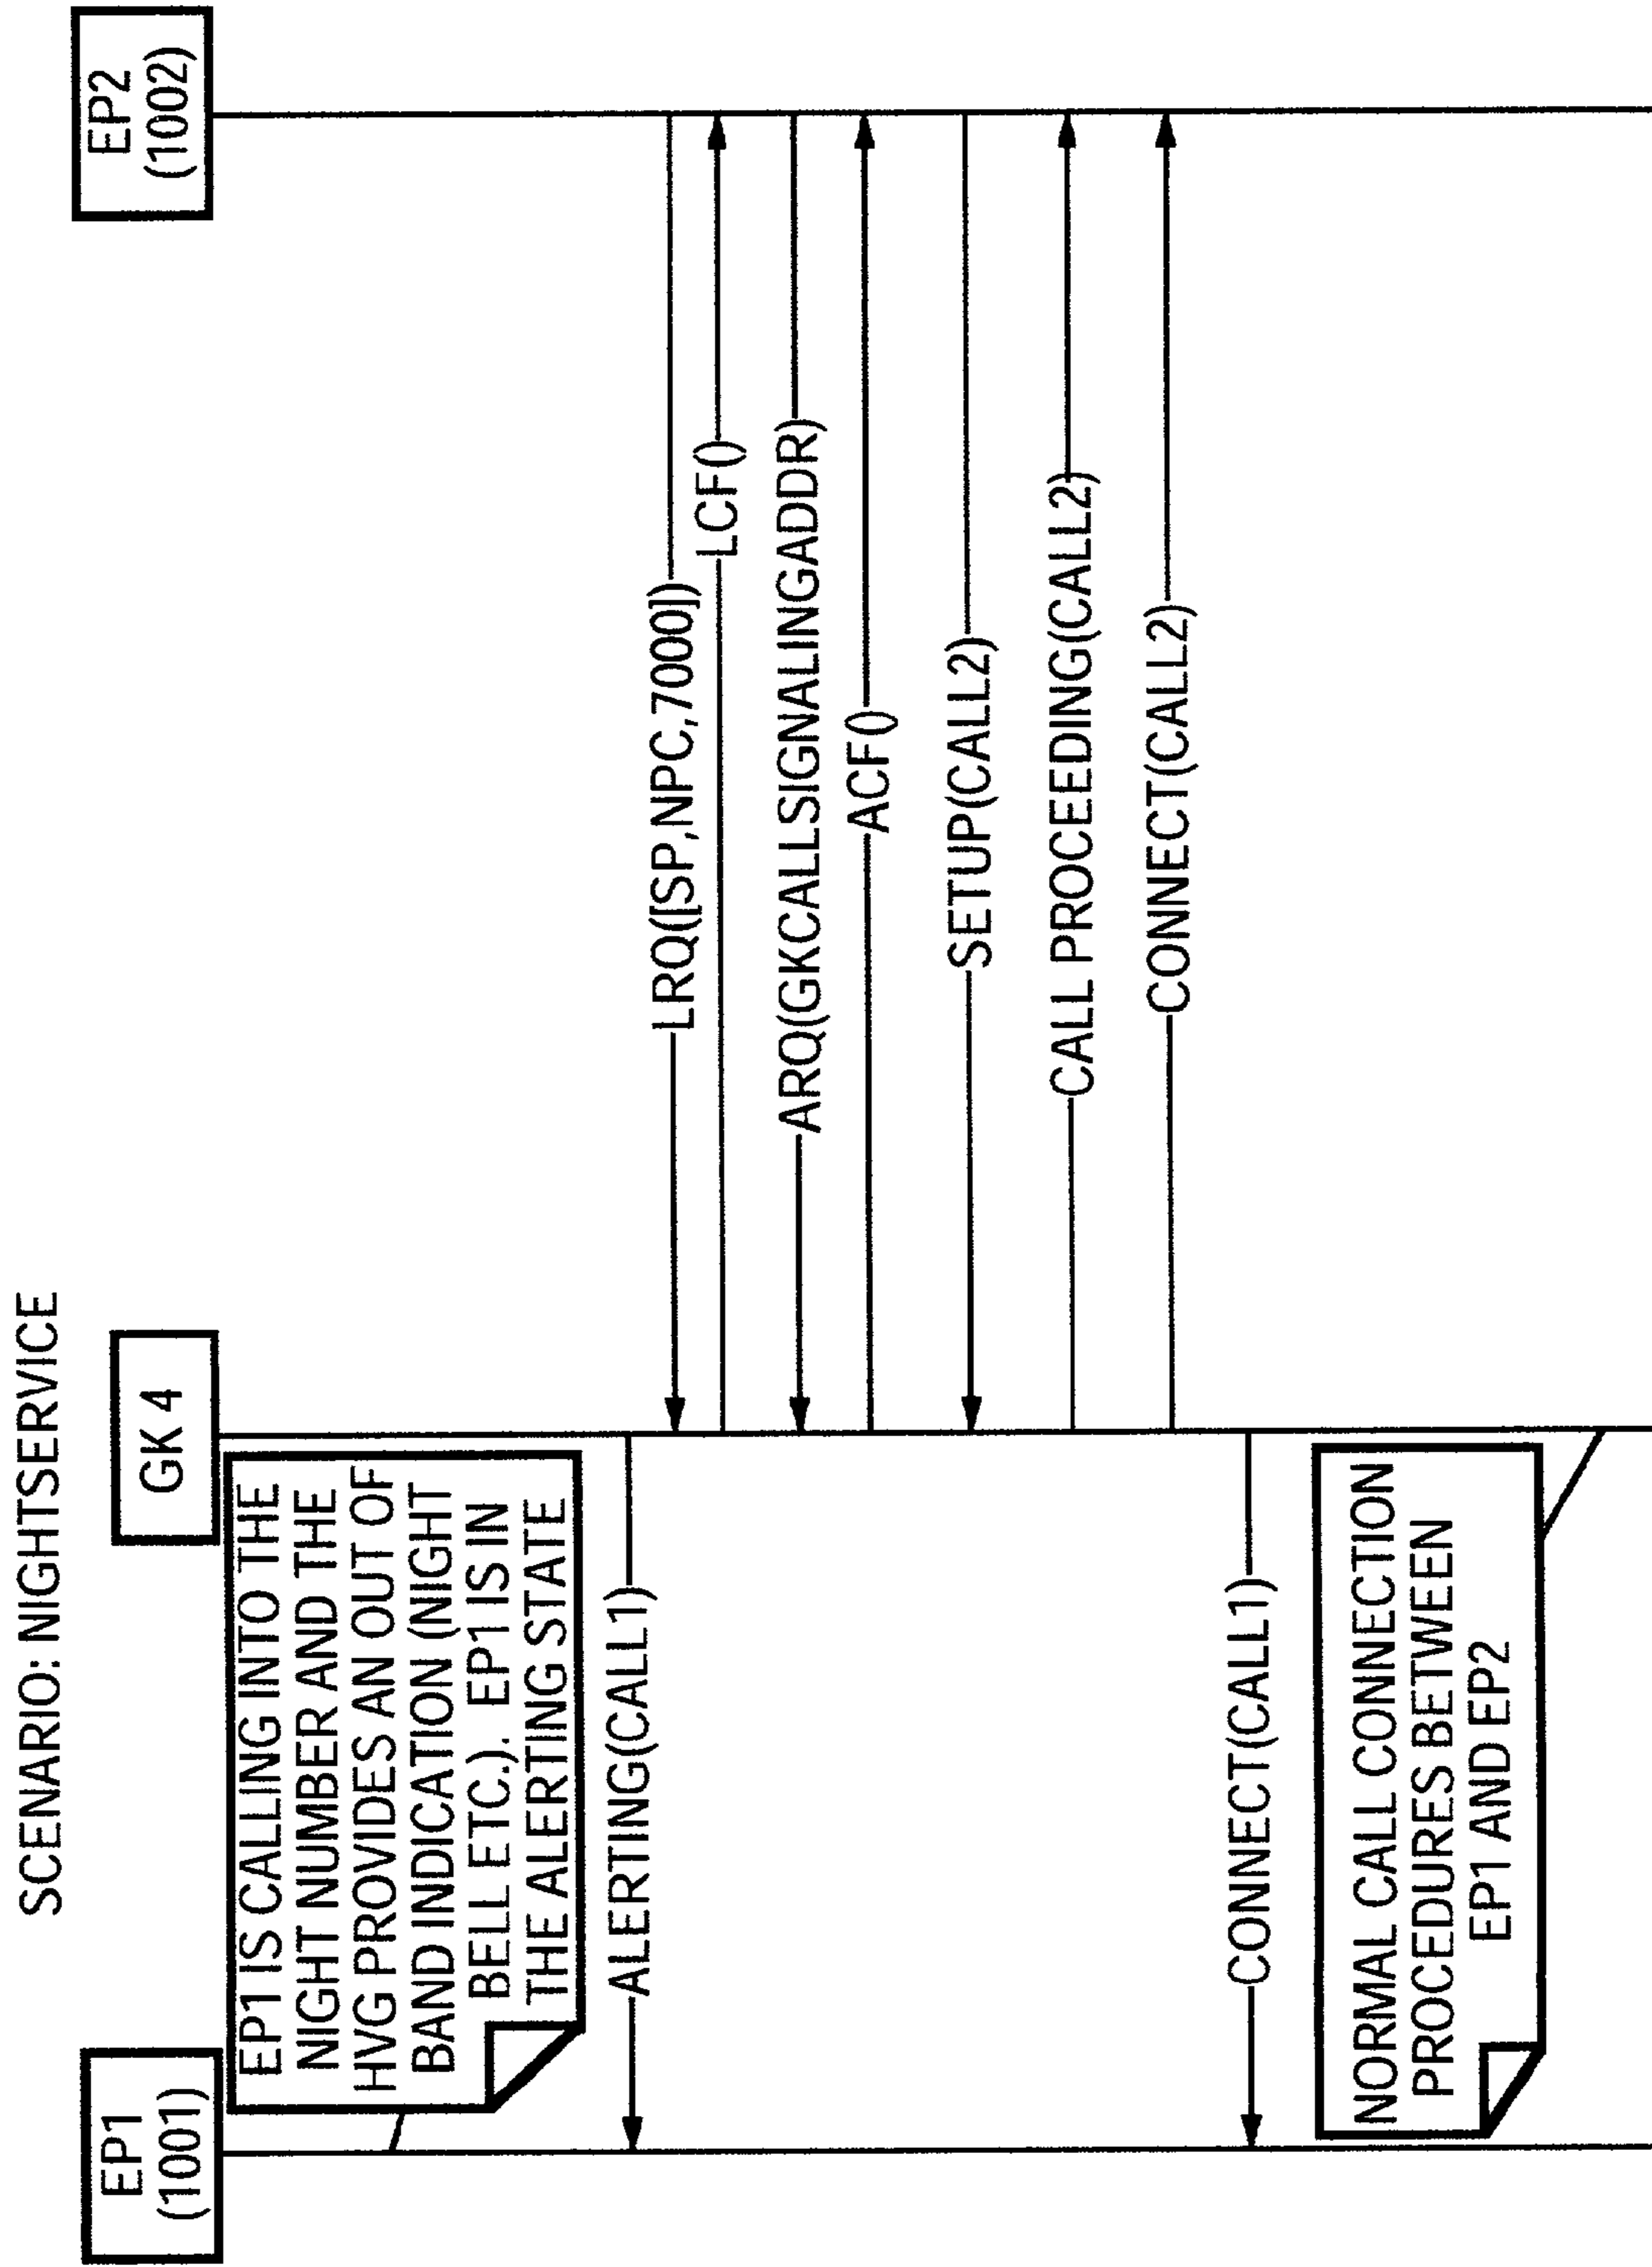 SCENARIO: NIGHTSERVICE
EP1
(1001)
GK 4
EP2
(1002)
EP1 IS CALLING INTO THE
NIGHT NUMBER AND THE
HVG PROVIDES AN OUT OF
BAND INDICATION (NIGHT
BELL ETC.). EP1 IS IN
THE ALERTING STATE
ALERTING(CALL1)
LRQ([SP,NPC,7000])
LCF()
ARQ(GKCALLSIGNALINGADDR)
ACF()
SETUP(CALL2)
CALL PROCEEDING(CALL2)
CONNECT(CALL2)
CONNECT(CALL1)
NORMAL CALL CONNECTION
PROCEDURES BETWEEN
EP1 AND EP2